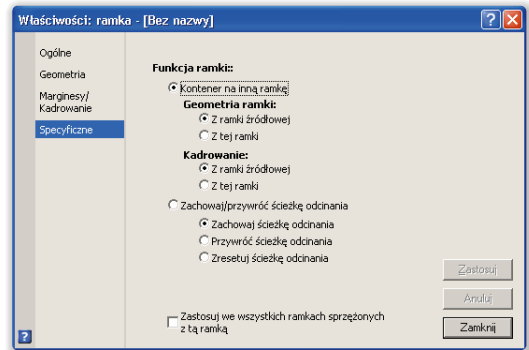 Właściwości: ramka - [Bez nazwy]
Ogólne
Geometria
Marginesy/
Kadrowanie
Specyficzne
Funkcja ramki::
Kontener na inną ramkę
Geometria ramki:
Z ramki źródłowej
Z tej ramki
Kadrowanie:
Z ramki źródłowej
Z tej ramki
Zachowaj/przywróć ścieżkę odcinania
Zachowaj ścieżkę odcinania
Przywróć ścieżkę odcinania
Zresetuj ścieżkę odcinania
Zastosuj we wszystkich ramkach sprzężonych
z tą ramką
Zastosuj
Anuluj
Zamknij